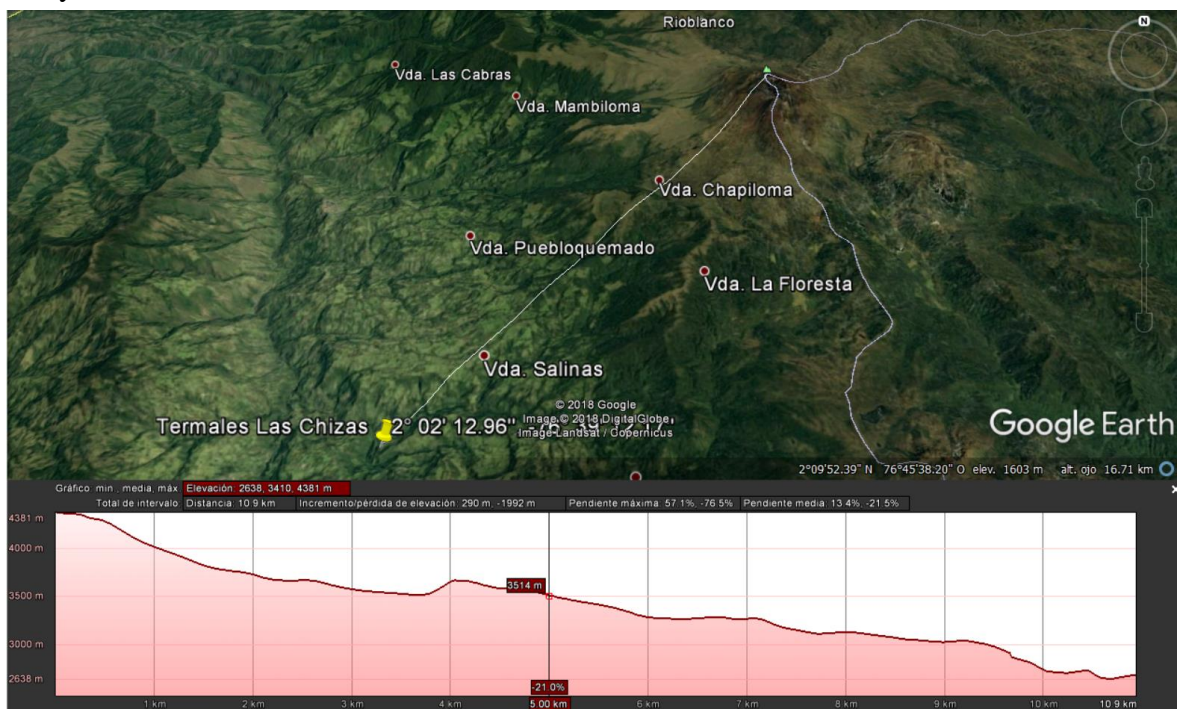 Rioblanco
N
Vda. Las Cabras
Vda. Mambiloma
Vda. Chapiloma
Vda. Puebloquemado
Vda. La Floresta
Vda. Salinas
© 2018 Google
Termales Las Chizas
2° 02' 12.96"
Image © 2018 DigitalGlobe
Image Landsat / Copernicus
Google Earth
2°09'52.39" N 76°45'38.20" O elev. 1603 m alt. ojo 16.71 km
Gráfico: mín., media, máx. Elevación: 2638, 3410, 4381 m
Total de intervalo: Distancia: 10.9 km Incremento/pérdida de elevación: 290 m, -1992 m Pendiente máxima: 57.1%, -76.5% Pendiente media: 13.4%, -21.5%
4381 m
4000 m
3500 m
3514 m
3000 m
2638 m
-21.0%
1 km 2 km 3 km 4 km 5.00 km 6 km 7 km 8 km 9 km 10 km 10.9 km